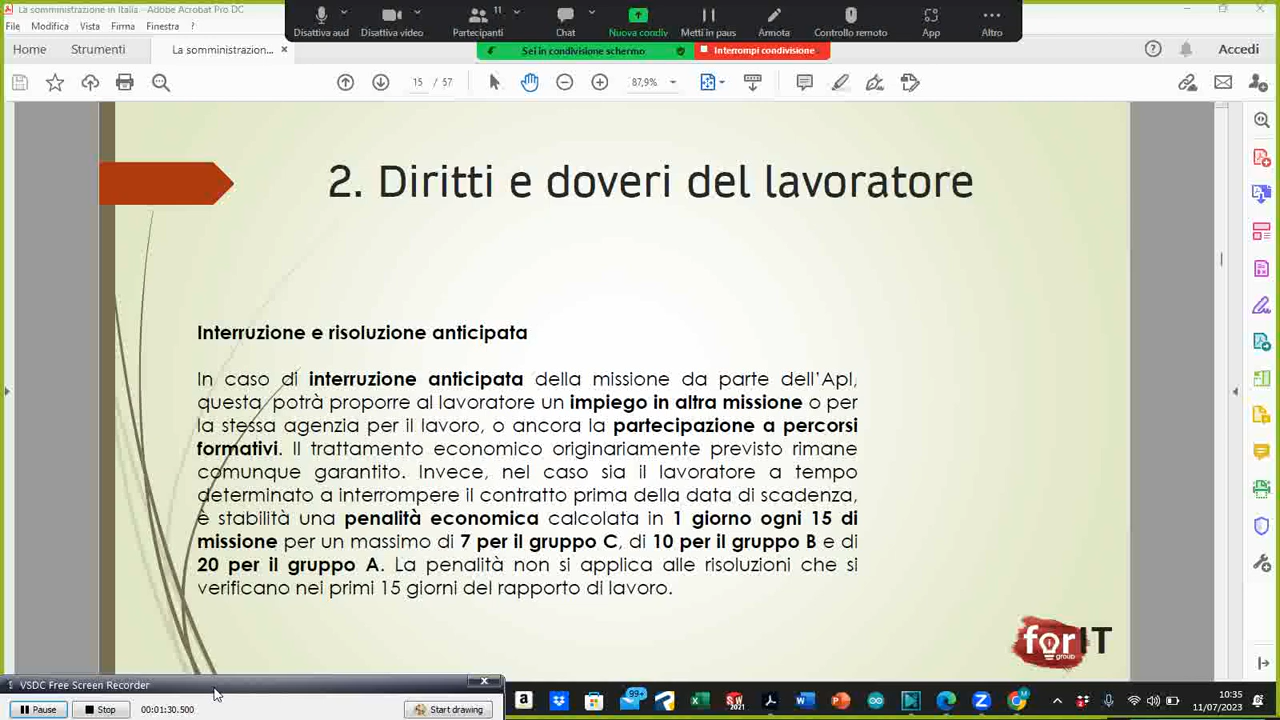 La sommministrazione in Italia - Adobe Acrobat Pro DC
File Modifica Vista Firma Finestra ?
Disattiva audio
Disattiva video
Partecipanti 11
Chat
Nuova condiv
Metti in paus
Annota
Controllo remoto
App
Altro
Sei in condivisione schermo
Interrompi condivisione
Home Strumenti La somministrazion... ×
Accedi
15 / 57
87,9%
2. Diritti e doveri del lavoratore
Interruzione e risoluzione anticipata
In caso di interruzione anticipata della missione da parte dell'Apl,
questa potrà proporre al lavoratore un impiego in altra missione o per
la stessa agenzia per il lavoro, o ancora la partecipazione a percorsi
formativi. Il trattamento economico originariamente previsto rimane
comunque garantito. Invece, nel caso sia il lavoratore a tempo
determinato a interrompere il contratto prima della data di scadenza,
è stabilità una penalità economica calcolata in 1 giorno ogni 15 di
missione per un massimo di 7 per il gruppo C, di 10 per il gruppo B e di
20 per il gruppo A. La penalità non si applica alle risoluzioni che si
verificano nei primi 15 giorni del rapporto di lavoro.
forIT
group
VSDC Free Screen Recorder
Pause Stop 00:01:30.500 Start drawing
99+
2021
10:35
11/07/2023